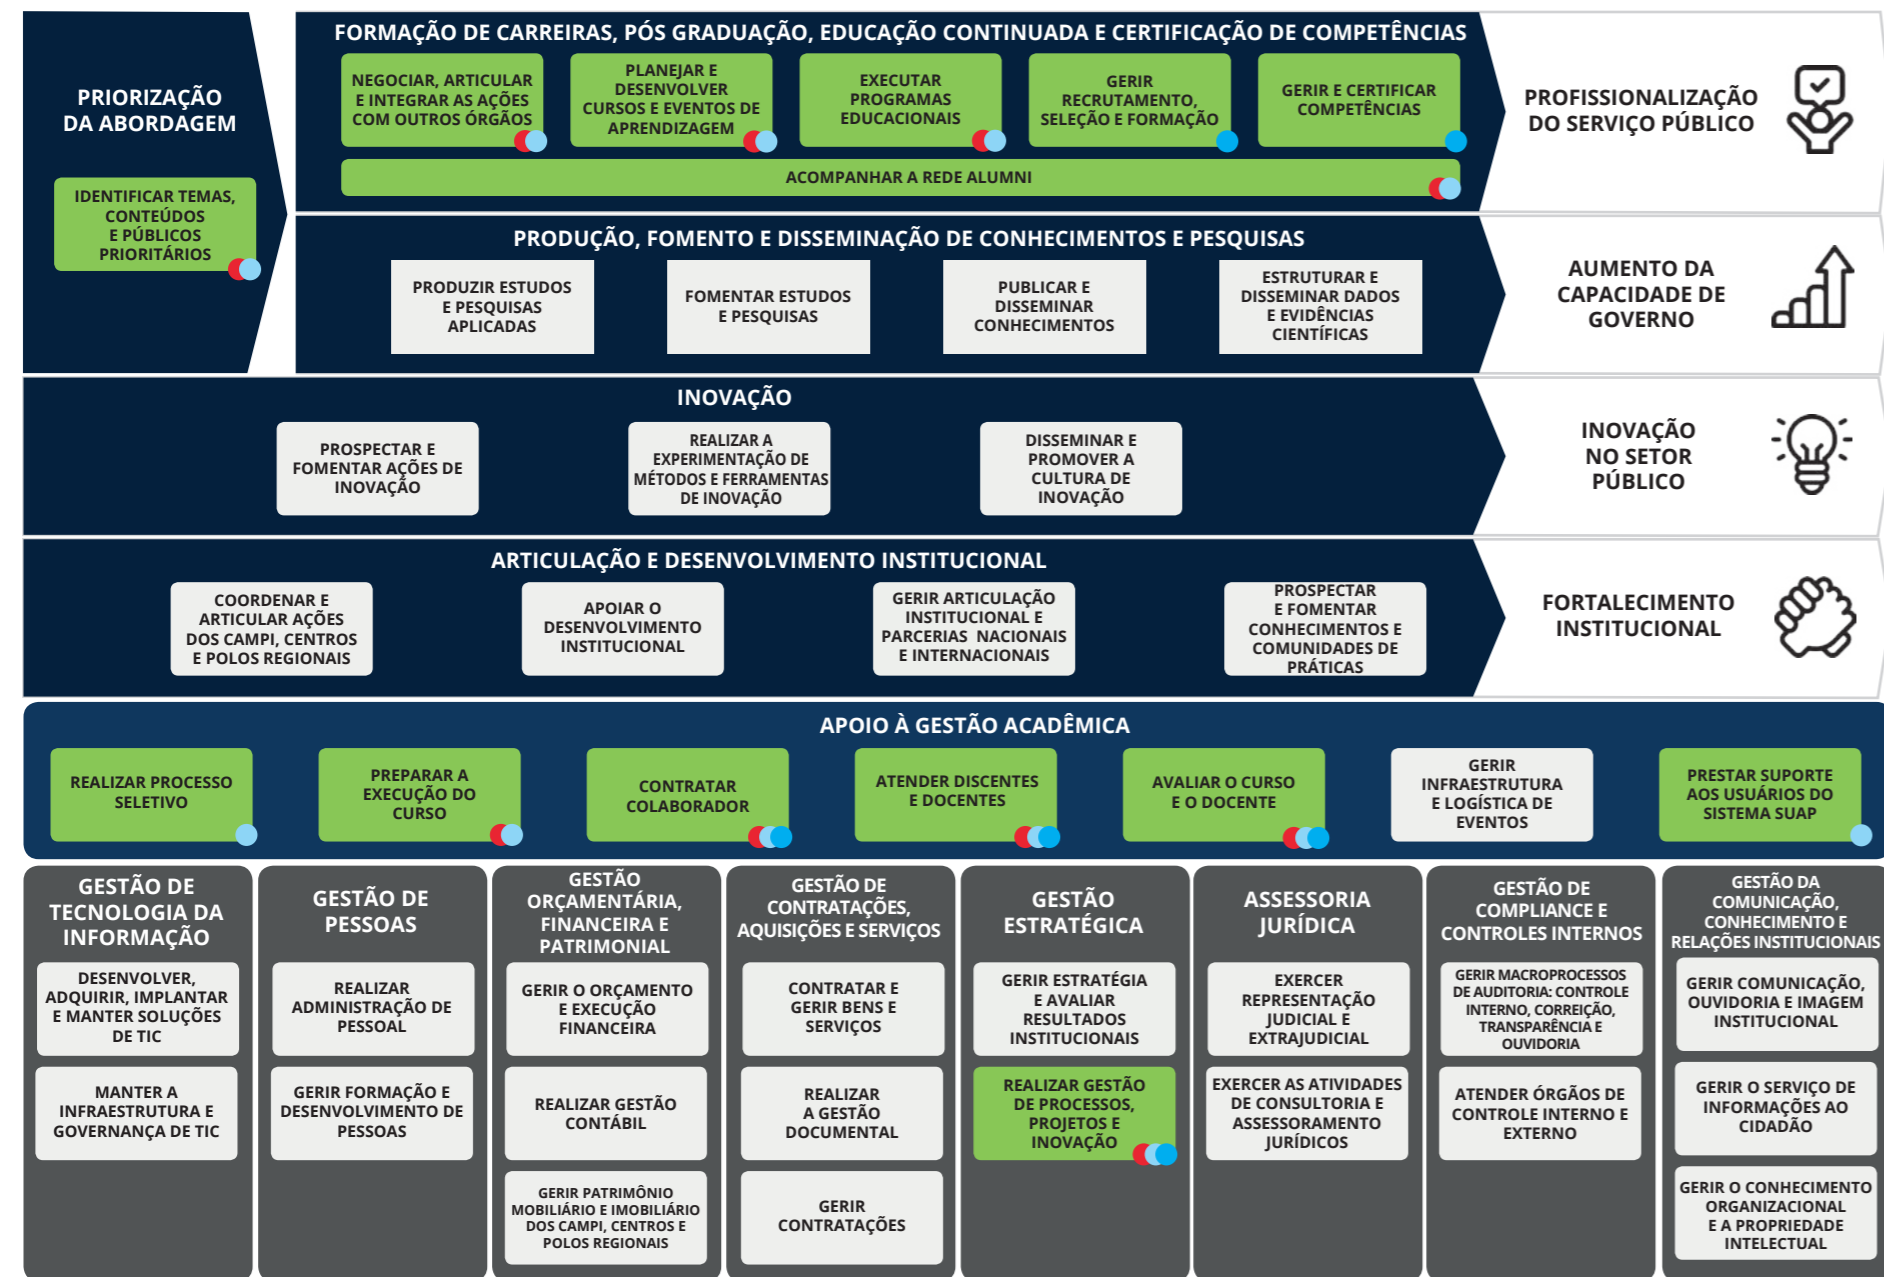 PRIORIZAÇÃO
DA ABORDAGEM
IDENTIFICAR TEMAS,
CONTEÚDOS
E PÚBLICOS
PRIORITÁRIOS
FORMAÇÃO DE CARREIRAS, PÓS GRADUAÇÃO, EDUCAÇÃO CONTINUADA E CERTIFICAÇÃO DE COMPETÊNCIAS
NEGOCIAR, ARTICULAR
E INTEGRAR AS AÇÕES
COM OUTROS ÓRGÃOS
PLANEJAR E
DESENVOLVER
CURSOS E EVENTOS DE
APRENDIZAGEM
EXECUTAR
PROGRAMAS
EDUCACIONAIS
GERIR
RECRUTAMENTO,
SELEÇÃO E FORMAÇÃO
GERIR E CERTIFICAR
COMPETÊNCIAS
ACOMPANHAR A REDE ALUMNI
PROFISSIONALIZAÇÃO
DO SERVIÇO PÚBLICO
PRODUÇÃO, FOMENTO E DISSEMINAÇÃO DE CONHECIMENTOS E PESQUISAS
PRODUZIR ESTUDOS
E PESQUISAS
APLICADAS
FOMENTAR ESTUDOS
E PESQUISAS
PUBLICAR E
DISSEMINAR
CONHECIMENTOS
ESTRUTURAR E
DISSEMINAR DADOS
E EVIDÊNCIAS
CIENTÍFICAS
AUMENTO DA
CAPACIDADE DE
GOVERNO
INOVAÇÃO
PROSPECTAR E
FOMENTAR AÇÕES DE
INOVAÇÃO
REALIZAR A
EXPERIMENTAÇÃO DE
MÉTODOS E FERRAMENTAS
DE INOVAÇÃO
DISSEMINAR E
PROMOVER A
CULTURA DE
INOVAÇÃO
INOVAÇÃO
NO SETOR
PÚBLICO
ARTICULAÇÃO E DESENVOLVIMENTO INSTITUCIONAL
COORDENAR E
ARTICULAR AÇÕES
DOS CAMPI, CENTROS
E POLOS REGIONAIS
APOIAR O
DESENVOLVIMENTO
INSTITUCIONAL
GERIR ARTICULAÇÃO
INSTITUCIONAL E
PARCERIAS NACIONAIS
E INTERNACIONAIS
PROSPECTAR
E FOMENTAR
CONHECIMENTOS E
COMUNIDADES DE
PRÁTICAS
FORTALECIMENTO
INSTITUCIONAL
APOIO À GESTÃO ACADÊMICA
REALIZAR PROCESSO
SELETIVO
PREPARAR A
EXECUÇÃO DO
CURSO
CONTRATAR
COLABORADOR
ATENDER DISCENTES
E DOCENTES
AVALIAR O CURSO
E O DOCENTE
GERIR
INFRAESTRUTURA
E LOGÍSTICA DE
EVENTOS
PRESTAR SUPORTE
AOS USUÁRIOS DO
SISTEMA SUAP
GESTÃO DE
TECNOLOGIA DA
INFORMAÇÃO
DESENVOLVER,
ADQUIRIR, IMPLANTAR
E MANTER SOLUÇÕES
DE TIC
MANTER A
INFRAESTRUTURA E
GOVERNANÇA DE TIC
GESTÃO DE
PESSOAS
REALIZAR
ADMINISTRAÇÃO DE
PESSOAL
GERIR FORMAÇÃO E
DESENVOLVIMENTO DE
PESSOAS
GESTÃO
ORÇAMENTÁRIA,
FINANCEIRA E
PATRIMONIAL
GERIR O ORÇAMENTO
E EXECUÇÃO
FINANCEIRA
REALIZAR GESTÃO
CONTÁBIL
GERIR PATRIMÔNIO
MOBILIÁRIO E IMOBILIÁRIO
DOS CAMPI, CENTROS E
POLOS REGIONAIS
GESTÃO DE
CONTRATAÇÕES,
AQUISIÇÕES E SERVIÇOS
CONTRATAR E
GERIR BENS E
SERVIÇOS
REALIZAR
A GESTÃO
DOCUMENTAL
GERIR
CONTRATAÇÕES
GESTÃO
ESTRATÉGICA
GERIR ESTRATÉGIA
E AVALIAR
RESULTADOS
INSTITUCIONAIS
REALIZAR GESTÃO
DE PROCESSOS,
PROJETOS E
INOVAÇÃO
ASSESSORIA
JURÍDICA
EXERCER
REPRESENTAÇÃO
JUDICIAL E
EXTRAJUDICIAL
EXERCER AS ATIVIDADES
DE CONSULTORIA E
ASSESSORAMENTO
JURÍDICOS
GESTÃO DE
COMPLIANCE E
CONTROLES INTERNOS
GERIR MACROPROCESSOS
DE AUDITORIA: CONTROLE
INTERNO, CORREIÇÃO,
TRANSPARÊNCIA E
OUVIDORIA
ATENDER ÓRGÃOS DE
CONTROLE INTERNO E
EXTERNO
GESTÃO DA
COMUNICAÇÃO,
CONHECIMENTO E
RELAÇÕES INSTITUCIONAIS
GERIR COMUNICAÇÃO,
OUVIDORIA E IMAGEM
INSTITUCIONAL
GERIR O SERVIÇO DE
INFORMAÇÕES AO
CIDADÃO
GERIR O CONHECIMENTO
ORGANIZACIONAL
E A PROPRIEDADE
INTELECTUAL